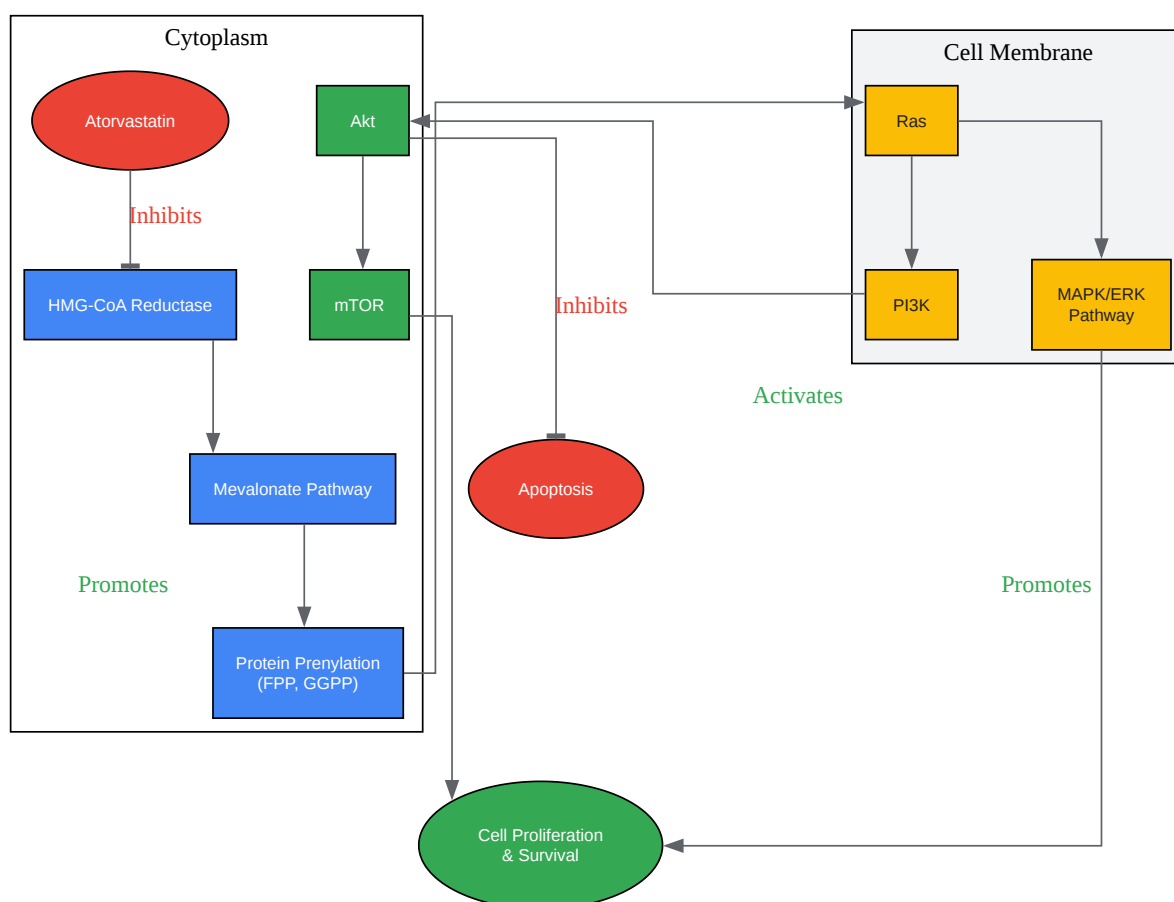 Cytoplasm
Cell Membrane
Atorvastatin
Akt
Ras
Inhibits
HMG-CoA Reductase
mTOR
Inhibits
PI3K
MAPK/ERK
Pathway
Activates
Mevalonate Pathway
Apoptosis
Promotes
Promotes
Protein Prenylation
(FPP, GGPP)
Cell Proliferation
& Survival